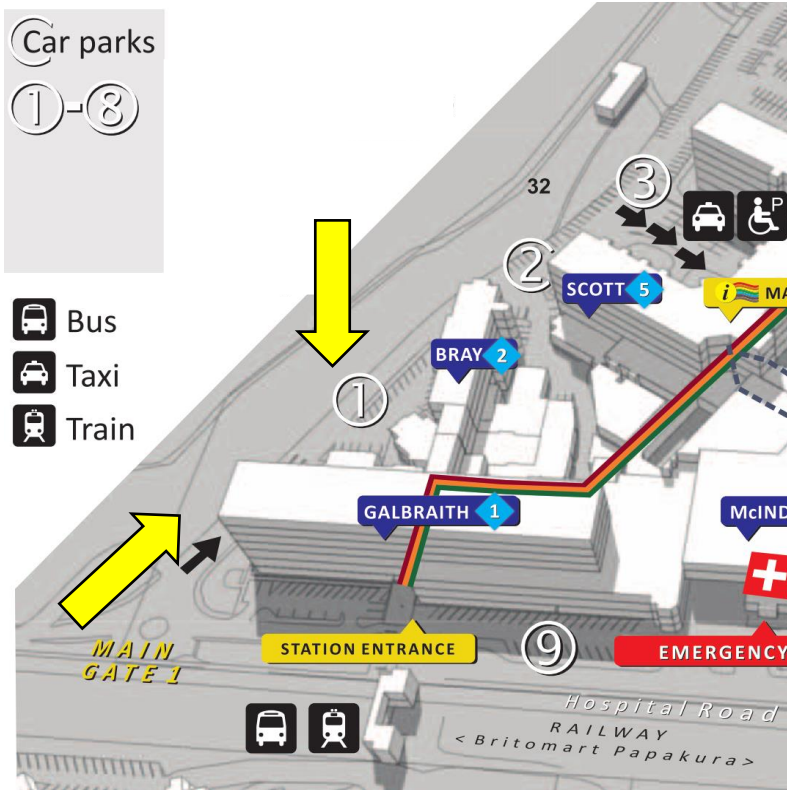 Car parks
1-8
Bus
Taxi
Train
32
3
P
2
SCOTT 5
i MA
BRAY 2
1
GALBRAITH 1
McIND
MAIN
GATE 1
STATION ENTRANCE
9
EMERGENCY
Hospital Road
RAILWAY
< Britomart Papakura>